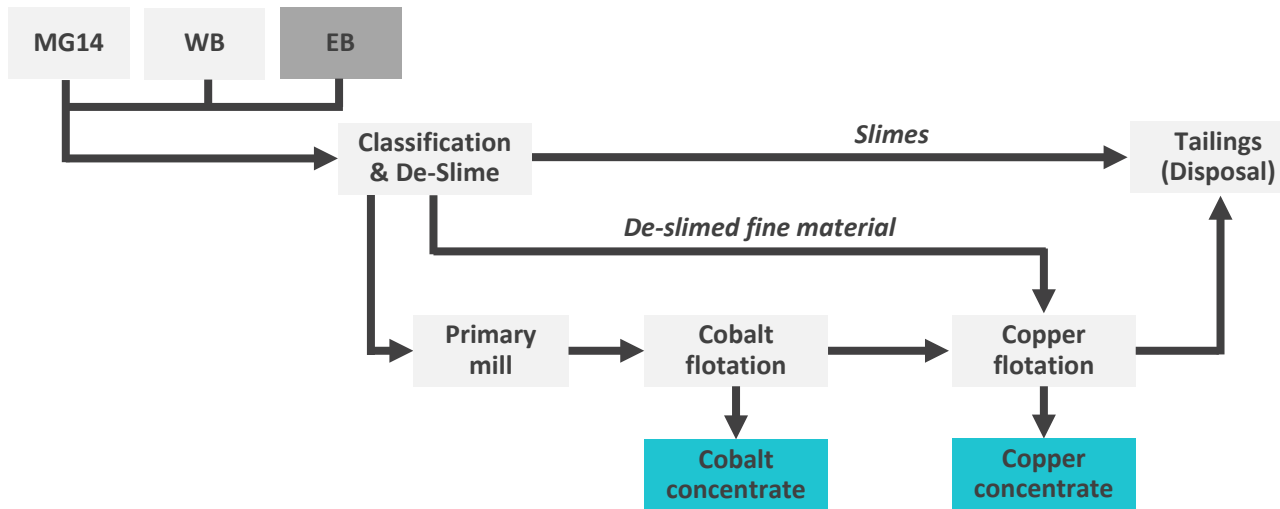 MG14
WB
EB
Classification
& De-Slime
Slimes
Tailings
(Disposal)
De-slimed fine material
Primary
mill
Cobalt
flotation
Copper
flotation
Cobalt
concentrate
Copper
concentrate